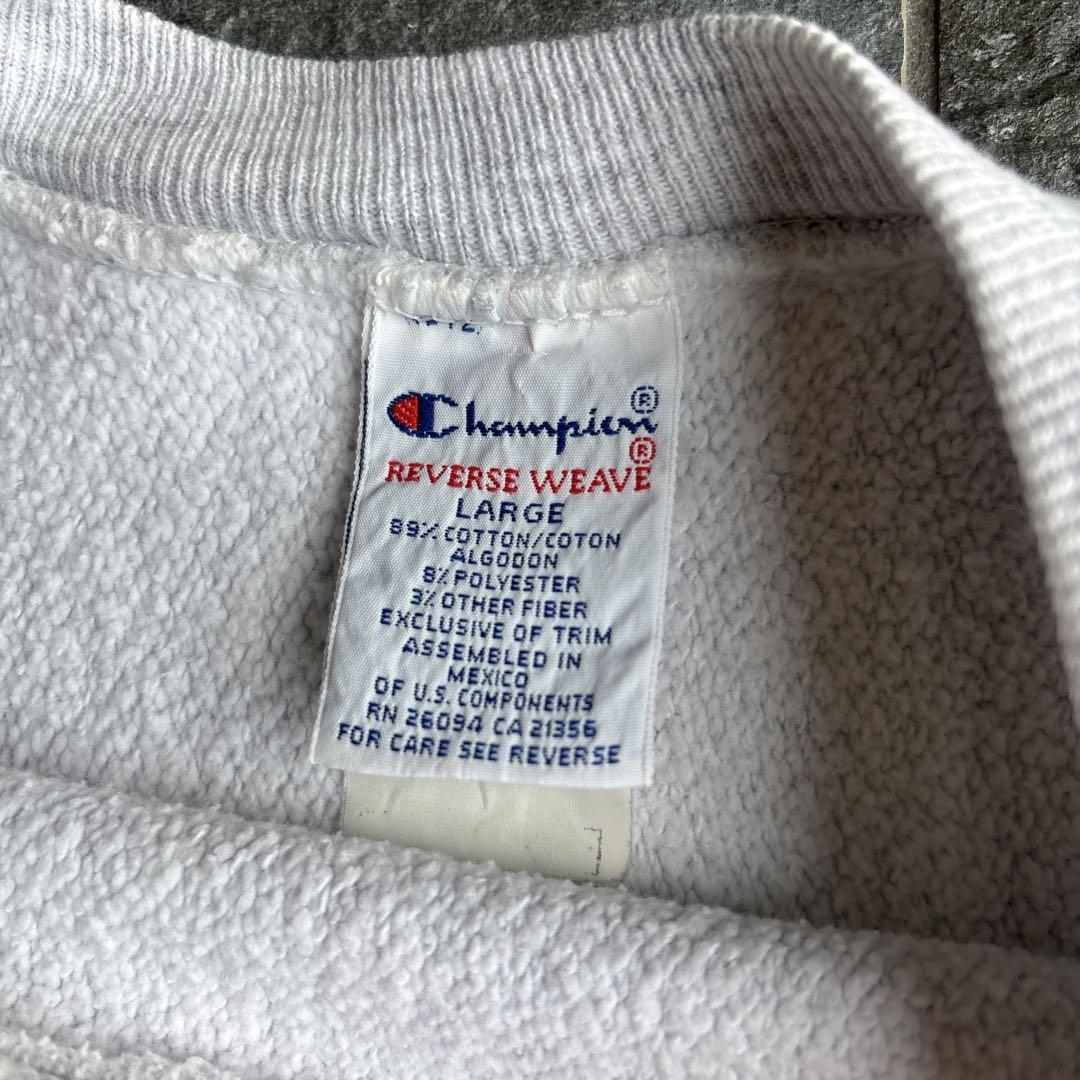 Champion®
REVERSE WEAVE®
LARGE
89% COTTON/COTON
ALGODON
8% POLYESTER
3% OTHER FIBER
EXCLUSIVE OF TRIM
ASSEMBLED IN
MEXICO
OF U.S. COMPONENTS
RN 26094 CA 21356
FOR CARE SEE REVERSE